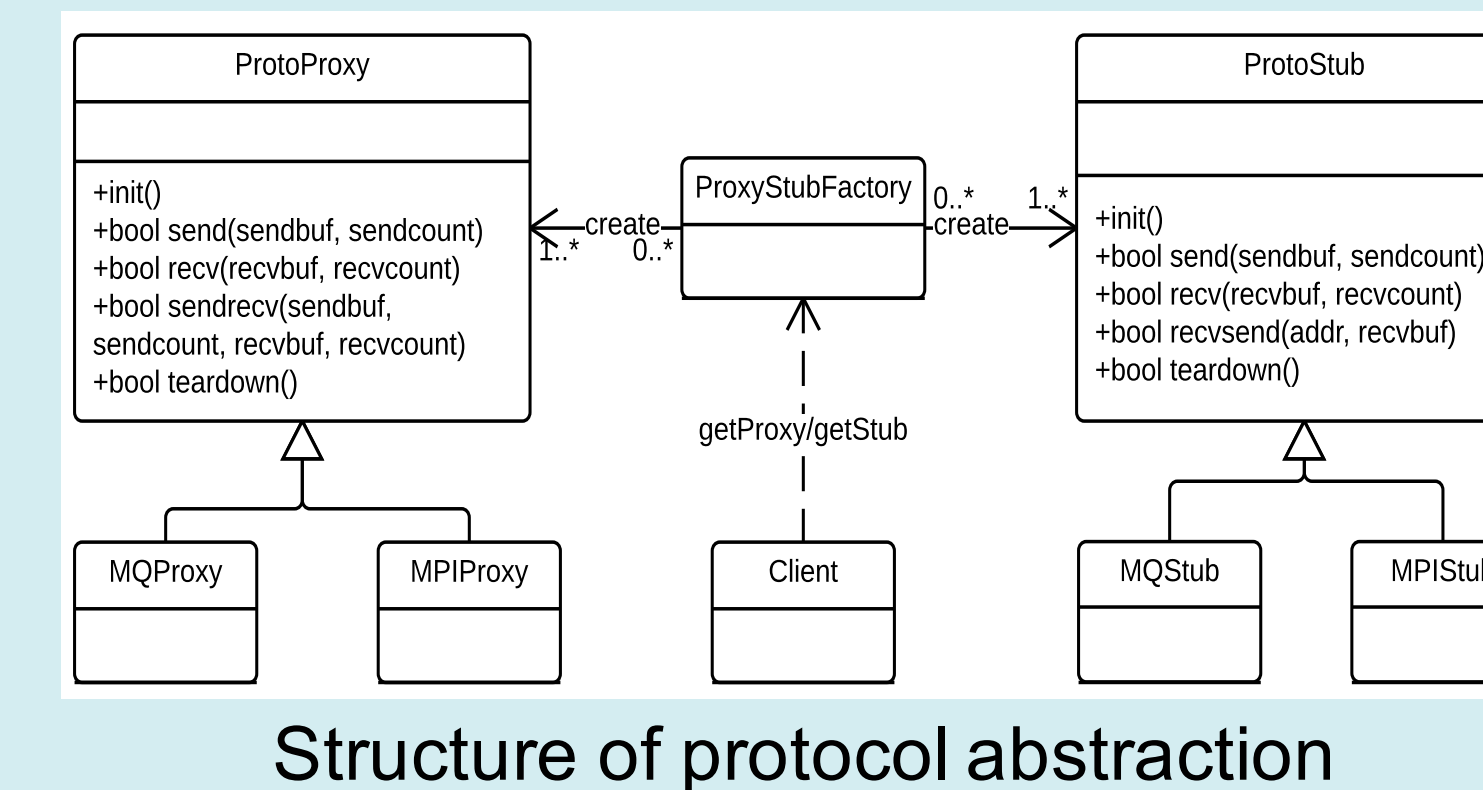 ProtoProxy
+init()
+bool send(sendbuf, sendcount)
+bool recv(recvbuf, recvcount)
+bool sendrecv(sendbuf,
sendcount, recvbuf, recvcount)
+bool teardown()
create
1..*
0..*
ProxyStubFactory
0..*
1..*
create
ProtoStub
+init()
+bool send(sendbuf, sendcount)
+bool recv(recvbuf, recvcount)
+bool recvsend(addr, recvbuf)
+bool teardown()
getProxy/getStub
MQProxy
MPIProxy
Client
MQStub
Structure of protocol abstraction